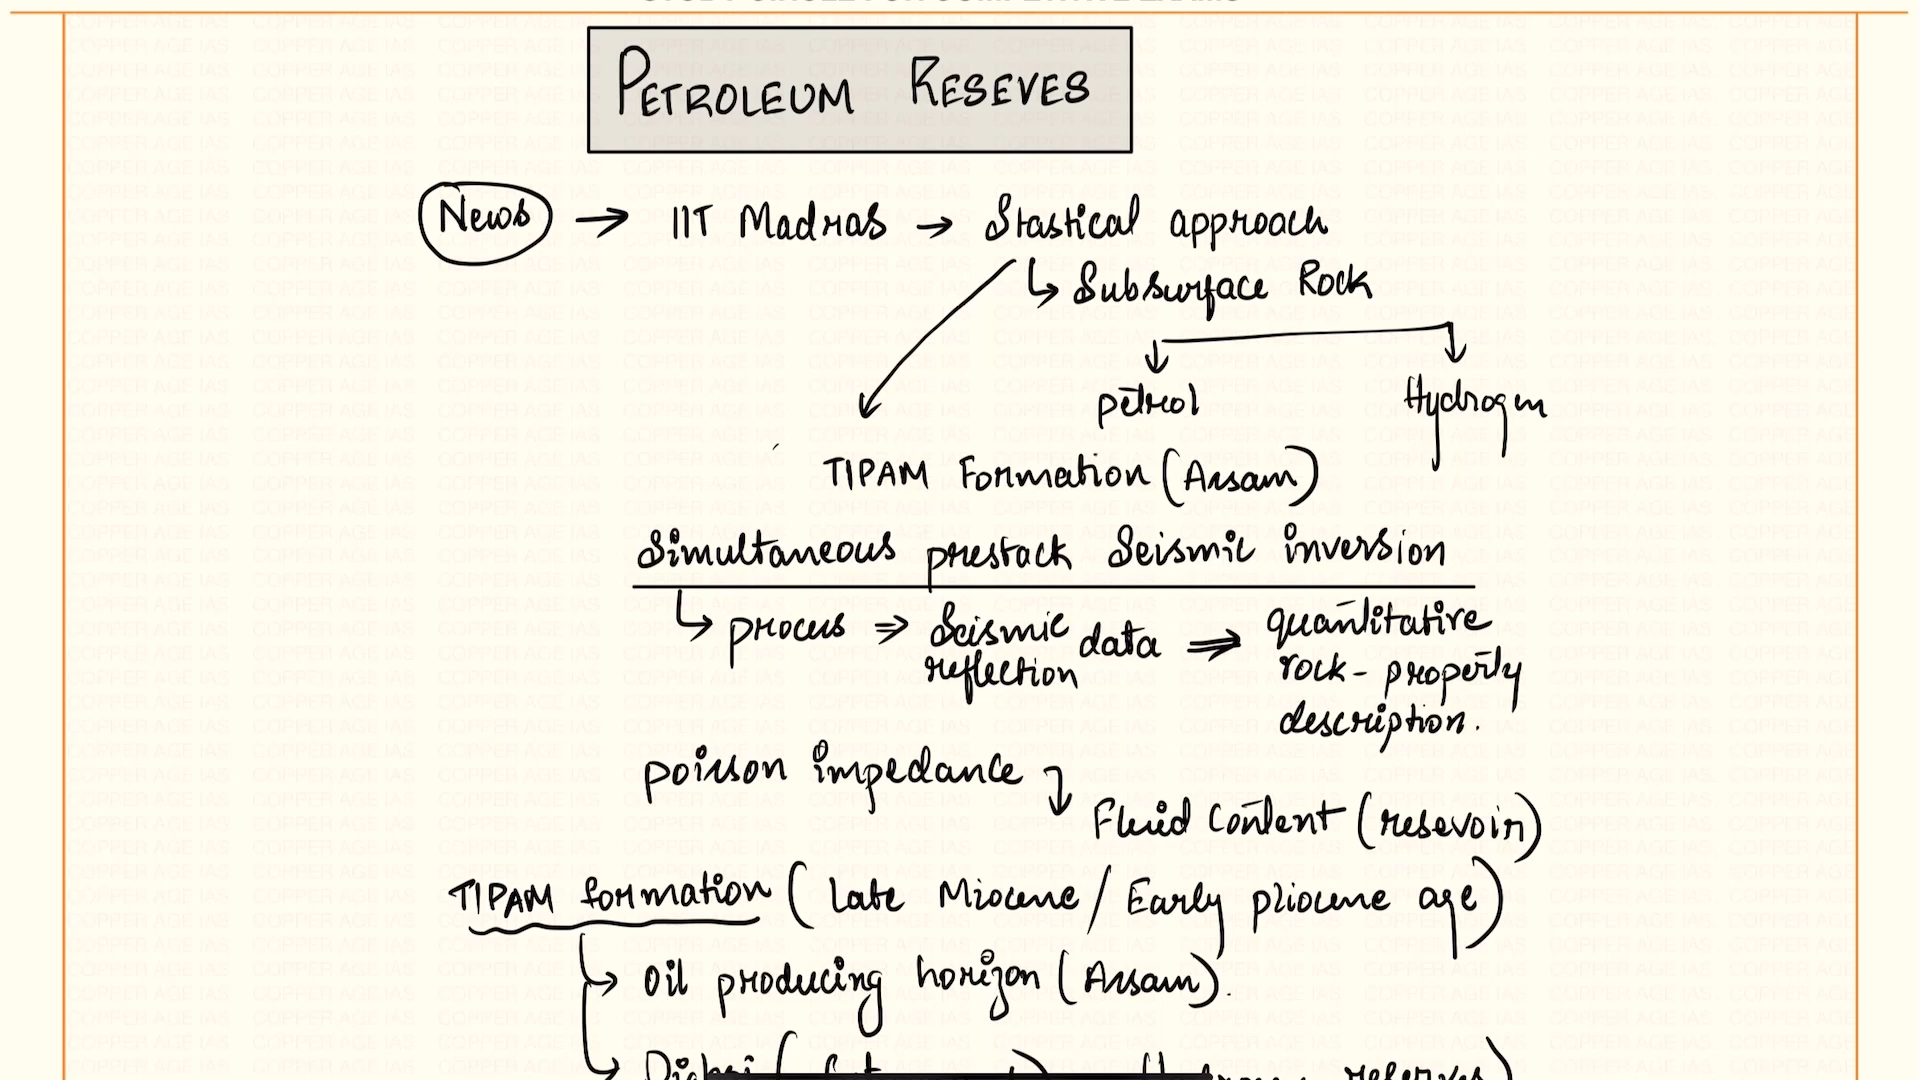 PETROLEUM RESEVES
News → IIT Madras → Stastical approach
↳ Subsurface Rock
petrol Hydrogen
TIPAM Formation (Assam)
Simultaneous prestack Seismic inversion
↳ process ⇒ Seismic reflection data ⇒ quantitative rock-property description.
poisson impedance
Fluid Content (resevoir)
TIPAM formation (Late Miocene / Early pliocene age)
→ oil producing horizon (Assam).
reserves)